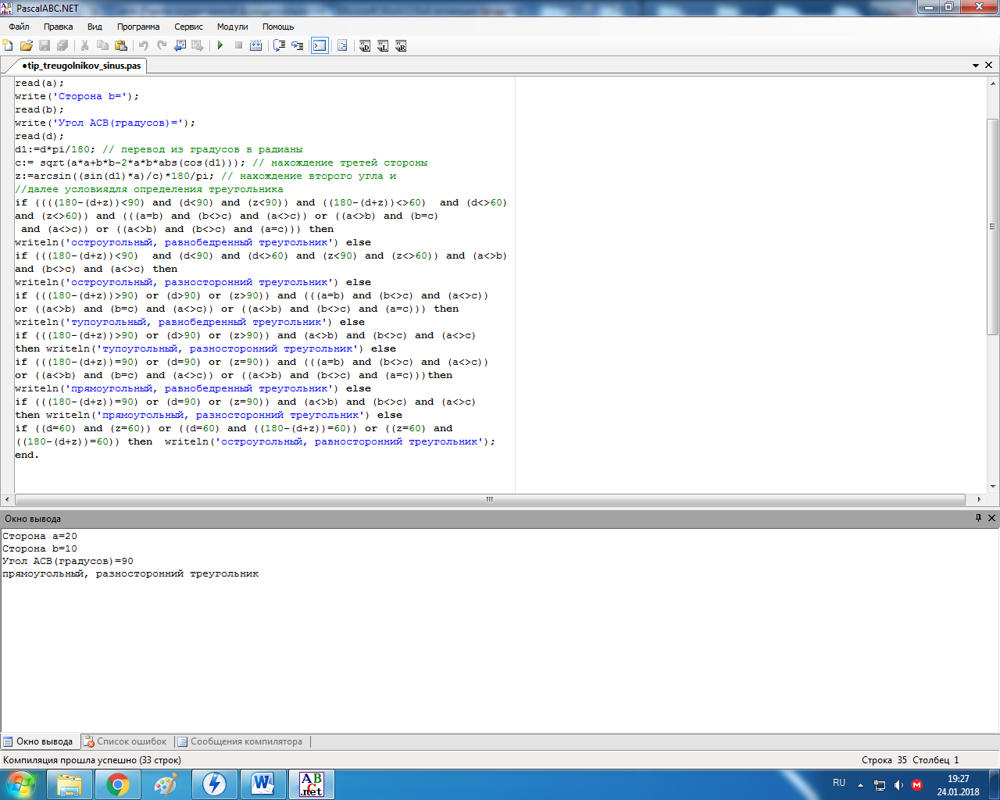 PascalABC.NET
Файл Правка Вид Программа Сервис Модули Помощь
•tip_treugolnikov_sinus.pas
read(a);
write('Сторона b=');
read(b);
write('Угол ACB(градусов)=');
read(d);
d1:=d*pi/180; // перевод из градусов в радианы
c:= sqrt(a*a+b*b-2*a*b*abs(cos(d1))); // нахождение третей стороны
z:=arcsin((sin(d1)*a)/c)*180/pi; // нахождение второго угла и
//далее условиядля определения треугольника
if ((((180-(d+z))<90) and (d<90) and (z<90)) and ((180-(d+z))<>60)  and (d<>60)
and (z<>60)) and (((a=b) and (b<>c) and (a<>c)) or ((a<>b) and (b=c)
and (a<>c)) or ((a<>b) and (b<>c) and (a=c))) then
writeln('остроугольный, равнобедренный треугольник') else
if (((180-(d+z))<90)  and (d<90) and (d<>60) and (z<90) and (z<>60)) and (a<>b)
and (b<>c) and (a<>c) then
writeln('остроугольный, разносторонний треугольник') else
if (((180-(d+z))>90) or (d>90) or (z>90)) and (((a=b) and (b<>c) and (a<>c))
or ((a<>b) and (b=c) and (a<>c)) or ((a<>b) and (b<>c) and (a=c))) then
writeln('тупоугольный, равнобедренный треугольник') else
if (((180-(d+z))>90) or (d>90) or (z>90)) and (a<>b) and (b<>c) and (a<>c)
then writeln('тупоугольный, разносторонний треугольник') else
if (((180-(d+z))=90) or (d=90) or (z=90)) and (((a=b) and (b<>c) and (a<>c))
or ((a<>b) and (b=c) and (a<>c)) or ((a<>b) and (b<>c) and (a=c)))then
writeln('прямоугольный, равнобедренный треугольник') else
if (((180-(d+z))=90) or (d=90) or (z=90)) and (a<>b) and (b<>c) and (a<>c)
then writeln('прямоугольный, разносторонний треугольник') else
if ((d=60) and (z=60)) or ((d=60) and ((180-(d+z))=60)) or ((z=60) and
((180-(d+z))=60)) then  writeln('остроугольный, равносторонний треугольник');
end.
Окно вывода
Сторона a=20
Сторона b=10
Угол ACB(градусов)=90
прямоугольный, разносторонний треугольник
Окно вывода Список ошибок Сообщения компилятора
Компиляция прошла успешно (33 строк) Строка 35 Столбец 1
RU 19:27
24.01.2018